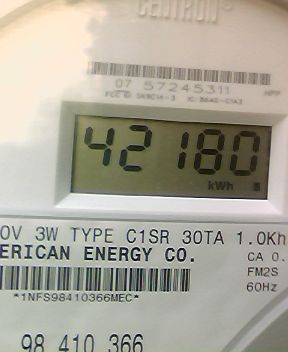 CENTRON®
07 57245311
42180
kWh
0V 3W TYPE C1SR 30TA 1.0Kh
ERICAN ENERGY CO.
CA 0.
FM2S
*1NFS98410366MEC*
60Hz
98 410 366